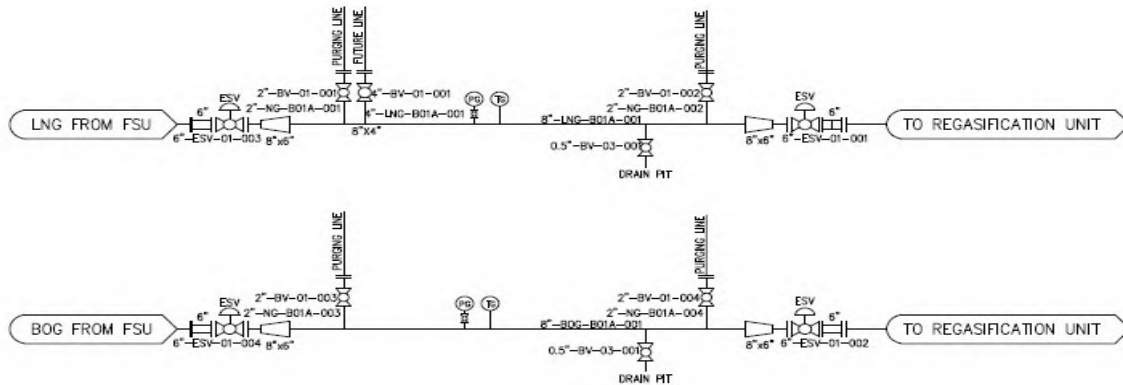 PURGING LINE
FUTURE LINE
PURGING LINE
2"-BV-01-001
4"-BV-01-001
2"-BV-01-002
ESV
6"
2"-NG-B01A-001
4"-LNG-B01A-001
PG
TG
2"-NG-B01A-002
ESV
6"
LNG FROM FSU
8"-LNG-B01A-001
TO REGASIFICATION UNIT
6"-ESV-01-003
8"x6"
8"X4"
0.5"-BV-03-001
8"x6"
6"-ESV-01-001
DRAIN PIT
PURGING LINE
PURGING LINE
2"-BV-01-003
2"-BV-01-004
ESV
6"
2"-NG-B01A-003
PG
TG
2"-NG-B01A-004
ESV
6"
BOG FROM FSU
8"-BOG-B01A-001
TO REGASIFICATION UNIT
6"-ESV-01-004
8"x6"
0.5"-BV-03-001
8"x6"
6"-ESV-01-002
DRAIN PIT